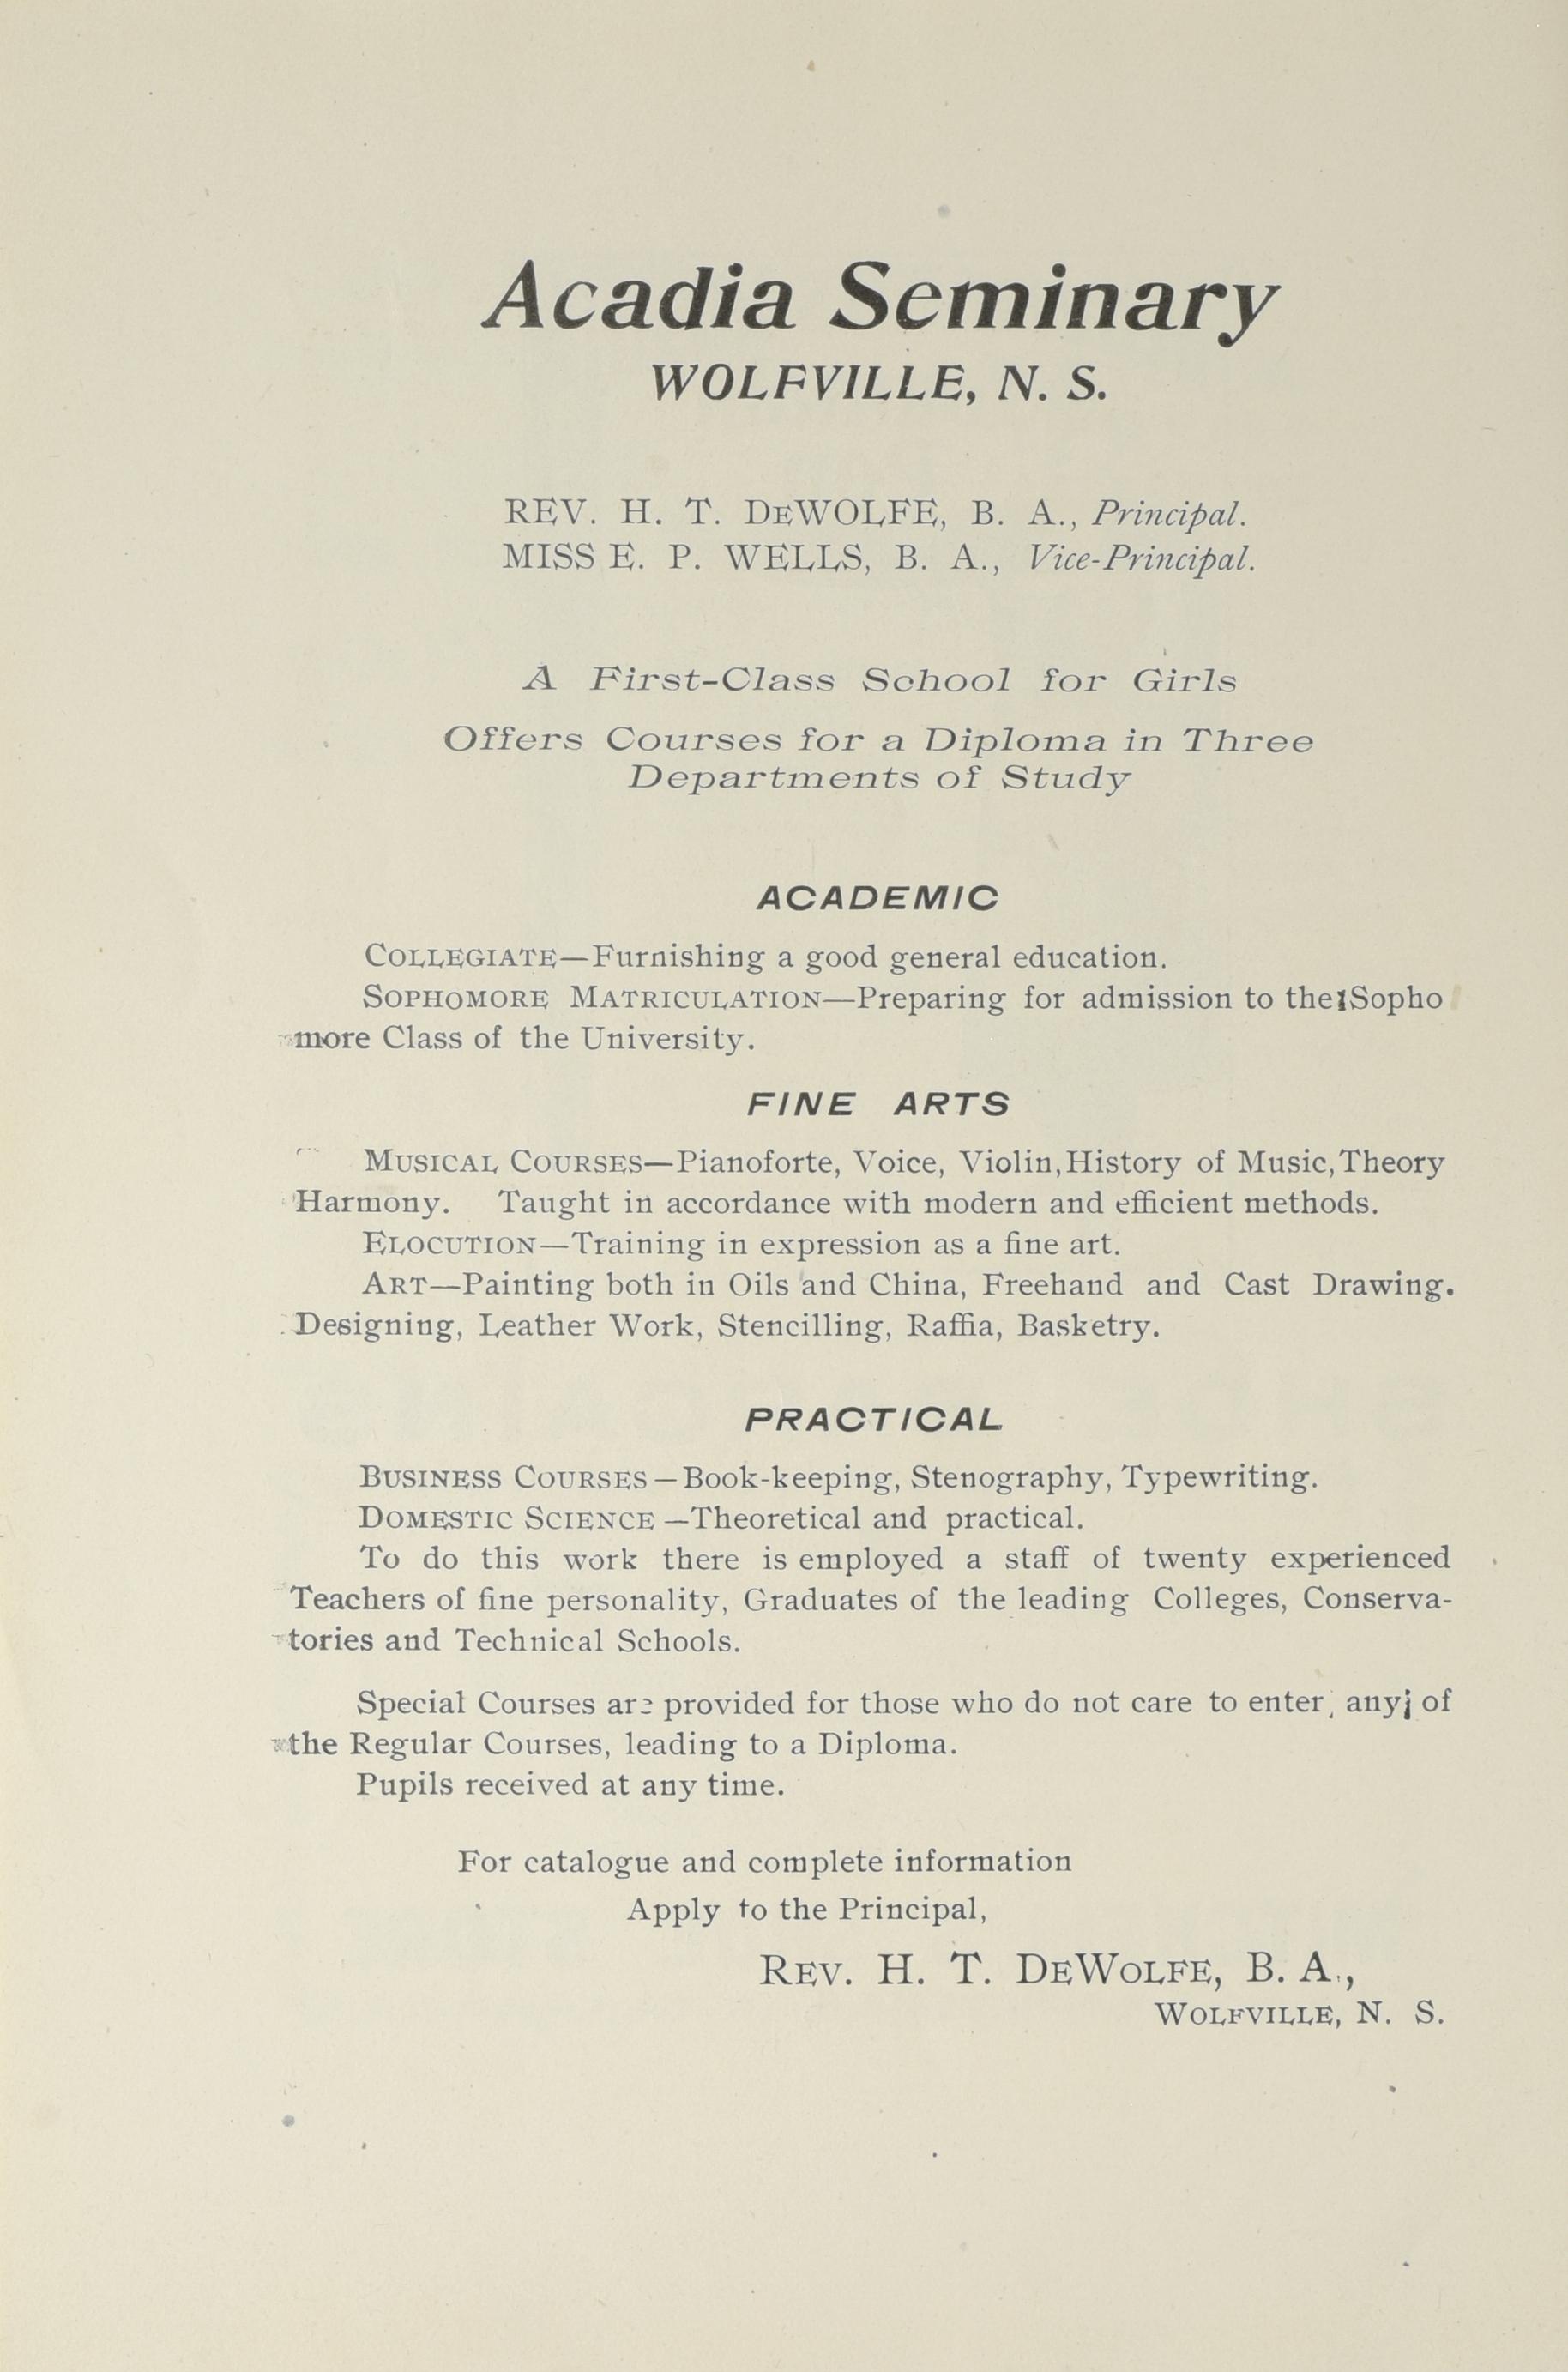 Acadia Seminary
WOLFVILLE, N. S.
REV. H. T. DEWOLFE, B. A., Principal.
MISS E. P. WELLS, B. A., Vice-Principal.
A First-Class School for Girls
Offers Courses for a Diploma in Three
Departments of Study
ACADEMIC
COLLEGIATE—Furnishing a good general education.
SOPHOMORE MATRICULATION—Preparing for admission to the Sopho
more Class of the University.
FINE ARTS
MUSICAL COURSES—Pianoforte, Voice, Violin, History of Music, Theory
Harmony. Taught in accordance with modern and efficient methods.
ELOCUTION—Training in expression as a fine art.
ART—Painting both in Oils and China, Freehand and Cast Drawing.
Designing, Leather Work, Stencilling, Raffia, Basketry.
PRACTICAL
BUSINESS COURSES—Book-keeping, Stenography, Typewriting.
DOMESTIC SCIENCE—Theoretical and practical.
To do this work there is employed a staff of twenty experienced
Teachers of fine personality, Graduates of the leading Colleges, Conserva-
tories and Technical Schools.
Special Courses are provided for those who do not care to enter any of
the Regular Courses, leading to a Diploma.
Pupils received at any time.
For catalogue and complete information
Apply to the Principal,
REV. H. T. DEWOLFE, B. A.,
WOLFVILLE, N. S.